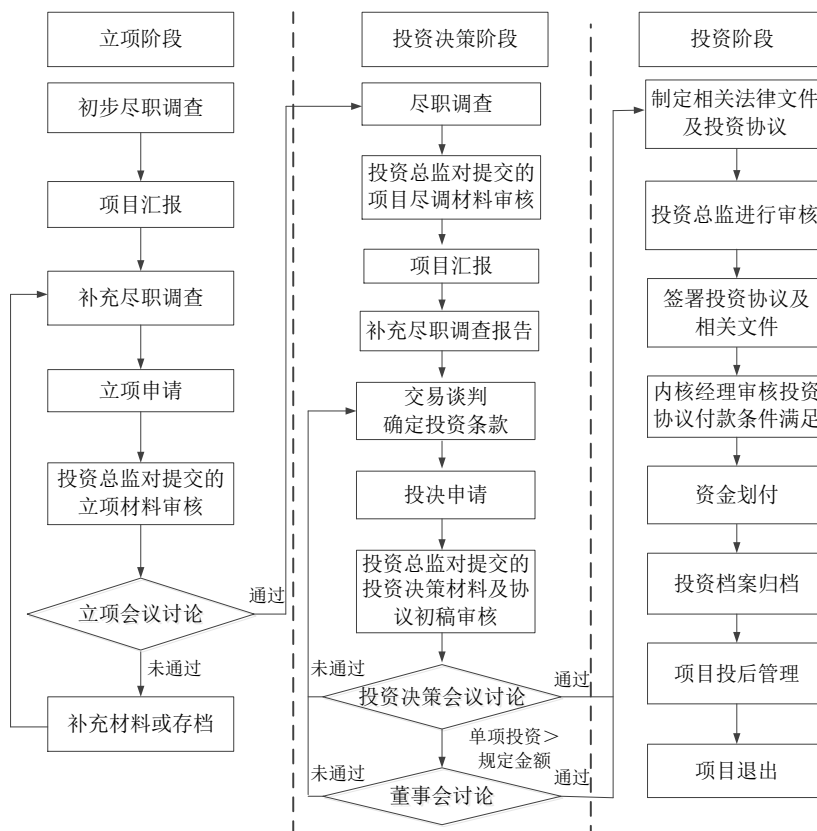 立项阶段
初步尽职调查
项目汇报
补充尽职调查
立项申请
投资总监对提交的
立项材料审核
立项会议讨论
通过
未通过
补充材料或存档
投资决策阶段
尽职调查
投资总监对提交的
项目尽调材料审核
项目汇报
补充尽职调查报告
交易谈判
确定投资条款
投决申请
投资总监对提交的
投资决策材料及协
议初稿审核
未通过
投资决策会议讨论
通过
单项投资＞
规定金额
未通过
董事会讨论
通过
投资阶段
制定相关法律文件
及投资协议
投资总监进行审核
签署投资协议及
相关文件
内核经理审核投资
协议付款条件满足
资金划付
投资档案归档
项目投后管理
项目退出